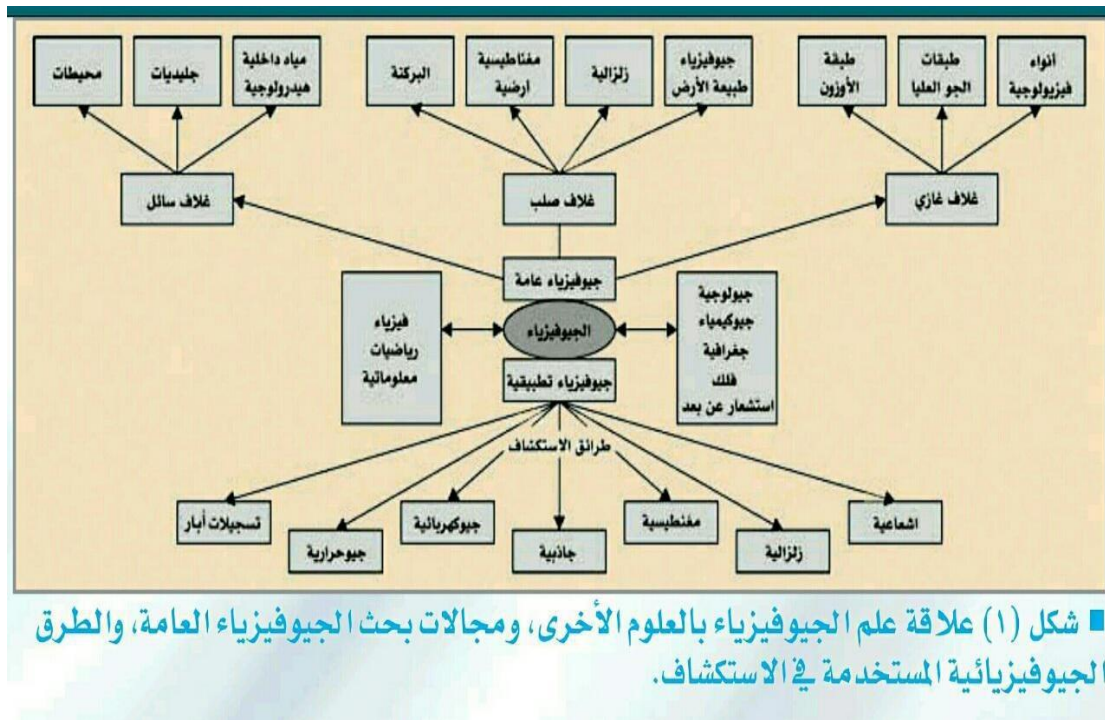 أنواء
فيزيولوجية
طبقات
الجو العليا
طبقة
الأوزون
جيوفيزياء
طبيعة الأرض
زلزالية
مغناطيسية
أرضية
البركنة
مياه داخلية
هيدرولوجية
جليديات
محيطات
غلاف غازي
غلاف صلب
غلاف سائل
جيوفيزياء عامة
جيولوجية
جيوكيمياء
جغرافية
فلك
استشعار عن بعد
الجيوفيزياء
فيزياء
رياضيات
معلوماتية
جيوفيزياء تطبيقية
طرائق الاستكشاف
اشعاعية
زلزالية
مغنطيسية
جاذبية
جيوكهربائية
جيوحرارية
تسجيلات أبار
■ شكل (١) علاقة علم الجيوفيزياء بالعلوم الأخرى، ومجالات بحث الجيوفيزياء العامة، والطرق
الجيوفيزيائية المستخدمة في الاستكشاف.